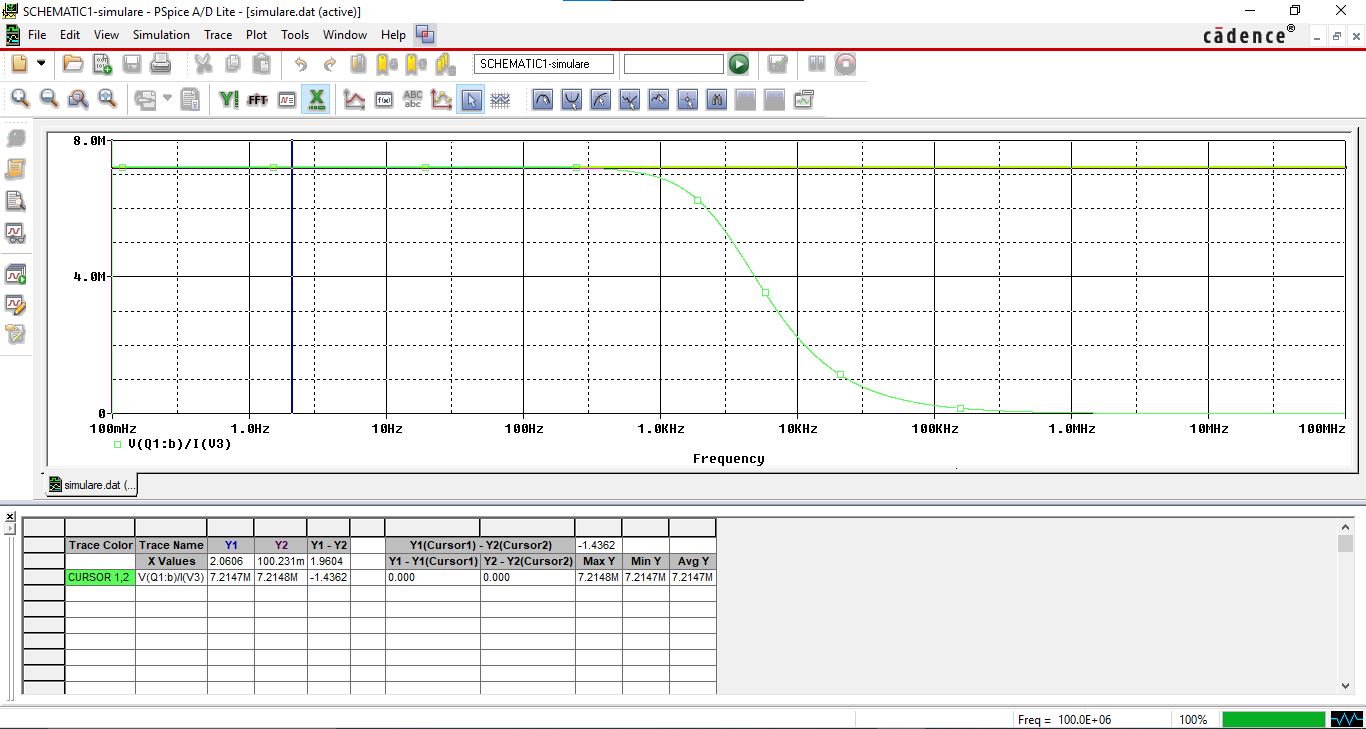 SCHEMATIC1-simulare - PSpice A/D Lite - [simulare.dat (active)]
File Edit View Simulation Trace Plot Tools Window Help
cādence®
SCHEMATIC1-simulare
FFT
ABC
abc
8.0M
4.0M
0
100mHz 1.0Hz 10Hz 100Hz 1.0KHz 10KHz 100KHz 1.0MHz 10MHz 100MHz
V(Q1:b)/I(V3)
Frequency
simulare.dat (...
Trace Color Trace Name Y1 Y2 Y1 - Y2 Y1(Cursor1) - Y2(Cursor2) -1.4362
X Values 2.0606 100.231m 1.9604 Y1 - Y1(Cursor1) Y2 - Y2(Cursor2) Max Y Min Y Avg Y
CURSOR 1,2 V(Q1:b)/I(V3) 7.2147M 7.2148M -1.4362 0.000 0.000 7.2148M 7.2147M 7.2147M
Freq = 100.0E+06 100%